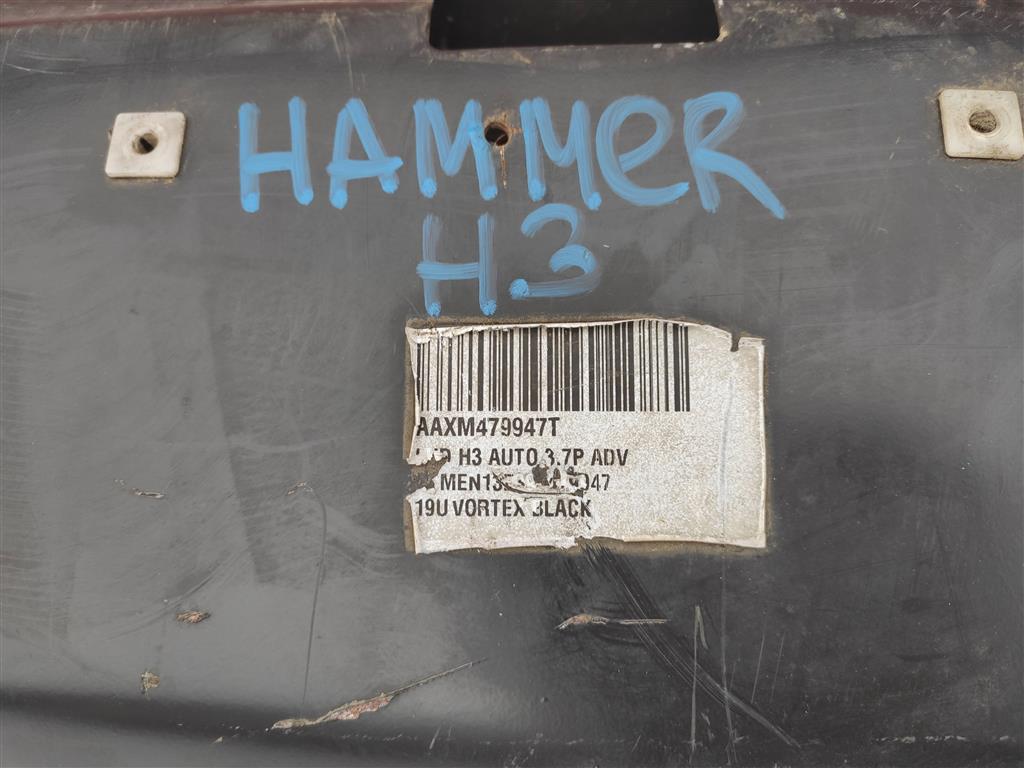 HAMMeR
H3
AAXM479947T
H3 AUTO 3.7P ADV
19U VORTEX BLACK